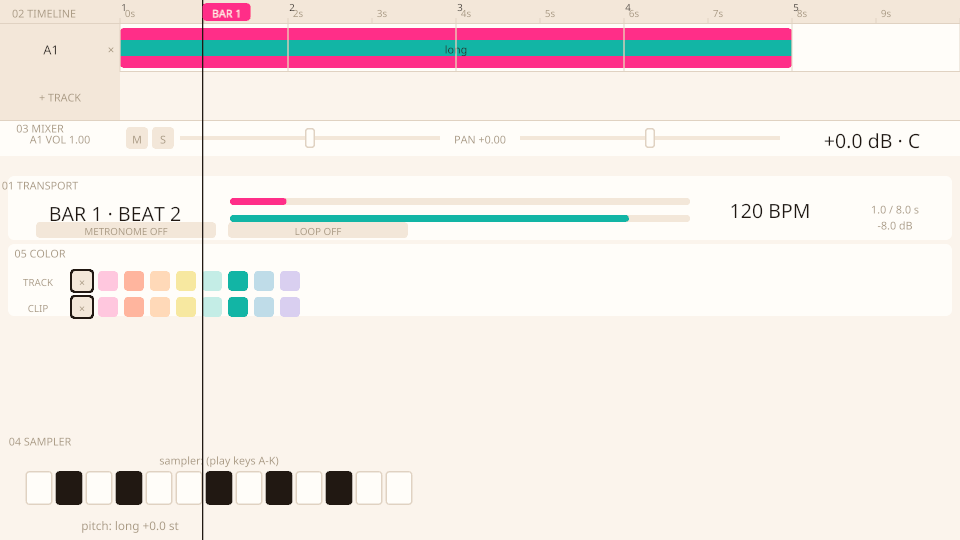 02 TIMELINE
1 BAR 1 2 3 4 5
0s 2s 3s 4s 5s 6s 7s 8s 9s
A1 × long
+ TRACK
03 MIXER
A1 VOL 1.00 M S PAN +0.00 +0.0 dB · C
01 TRANSPORT
BAR 1 · BEAT 2 120 BPM 1.0 / 8.0 s
-8.0 dB
METRONOME OFF LOOP OFF
05 COLOR
TRACK ×
CLIP ×
04 SAMPLER
sampler: (play keys A-K)
pitch: long +0.0 st